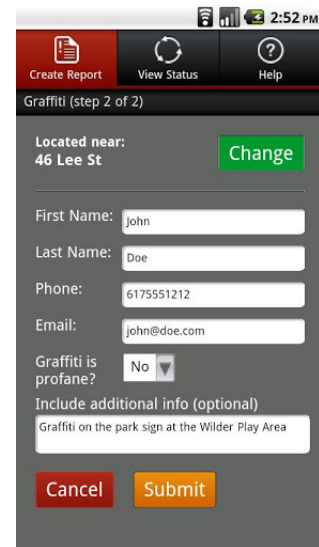 2:52 PM
Create Report View Status Help
Graffiti (step 2 of 2)
Located near:
46 Lee St
Change
First Name: John
Last Name: Doe
Phone: 6175551212
Email: john@doe.com
Graffiti is
profane?
No
Include additional info (optional)
Graffiti on the park sign at the Wilder Play Area
Cancel Submit